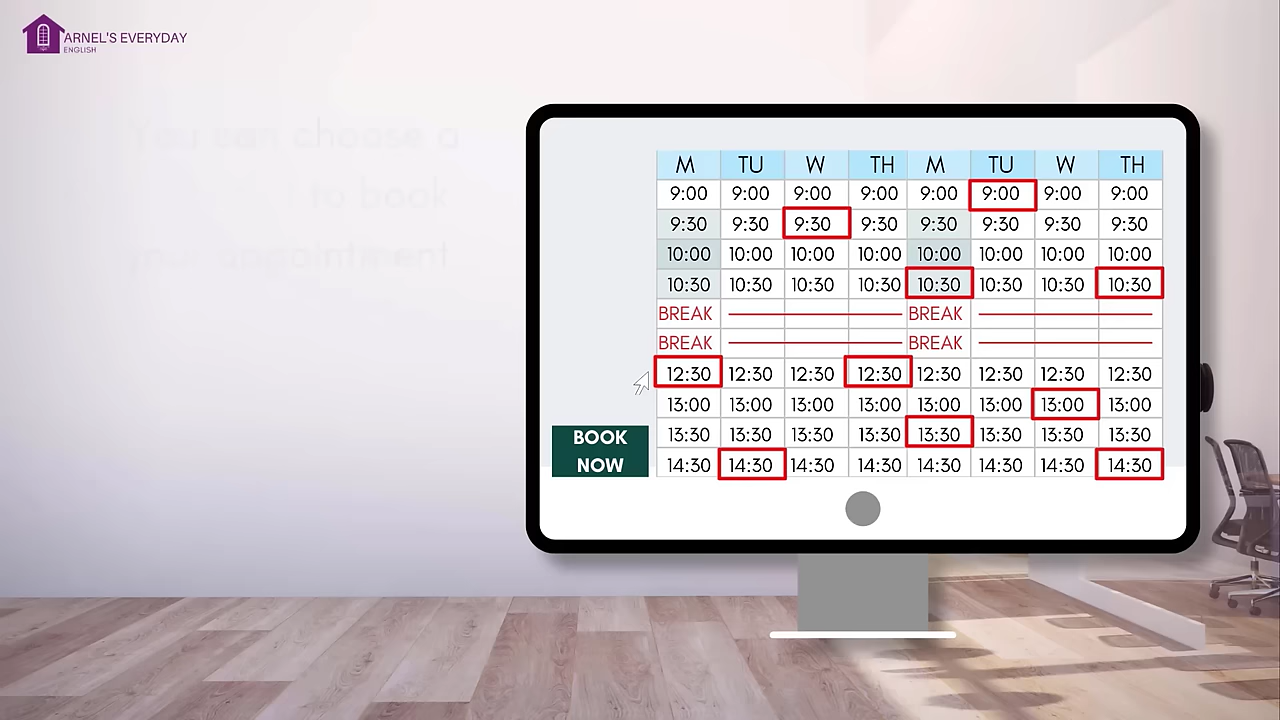 ARNEL'S EVERYDAY
ENGLISH
You can choose a
to book
your appointment
M TU W TH M TU W TH
9:00 9:00 9:00 9:00 9:00 9:00 9:00 9:00
9:30 9:30 9:30 9:30 9:30 9:30 9:30 9:30
10:00 10:00 10:00 10:00 10:00 10:00 10:00 10:00
10:30 10:30 10:30 10:30 10:30 10:30 10:30 10:30
BREAK BREAK
BREAK BREAK
12:30 12:30 12:30 12:30 12:30 12:30 12:30 12:30
13:00 13:00 13:00 13:00 13:00 13:00 13:00 13:00
13:30 13:30 13:30 13:30 13:30 13:30 13:30 13:30
14:30 14:30 14:30 14:30 14:30 14:30 14:30 14:30
BOOK
NOW